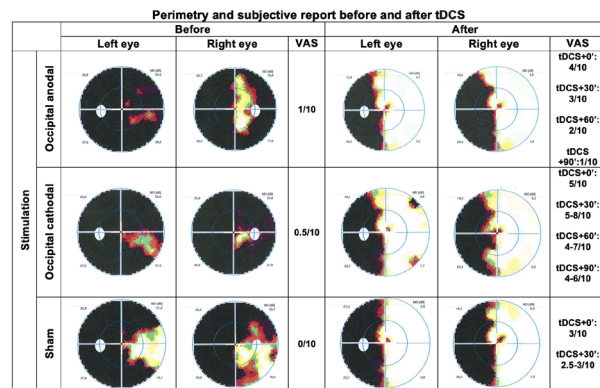 Perimetry and subjective report before and after tDCS
Before
After
Left eye
Right eye
VAS
Left eye
Right eye
VAS
Stimulation
Occipital anodal
1/10
tDCS+0':
4/10
tDCS+30':
3/10
tDCS+60':
2/10
tDCS
+90':1/10
Occipital cathodal
0.5/10
tDCS+0':
5/10
tDCS+30':
5-8/10
tDCS+60':
4-7/10
tDCS+90':
4-6/10
Sham
0/10
tDCS+0':
3/10
tDCS+30':
2.5-3/10